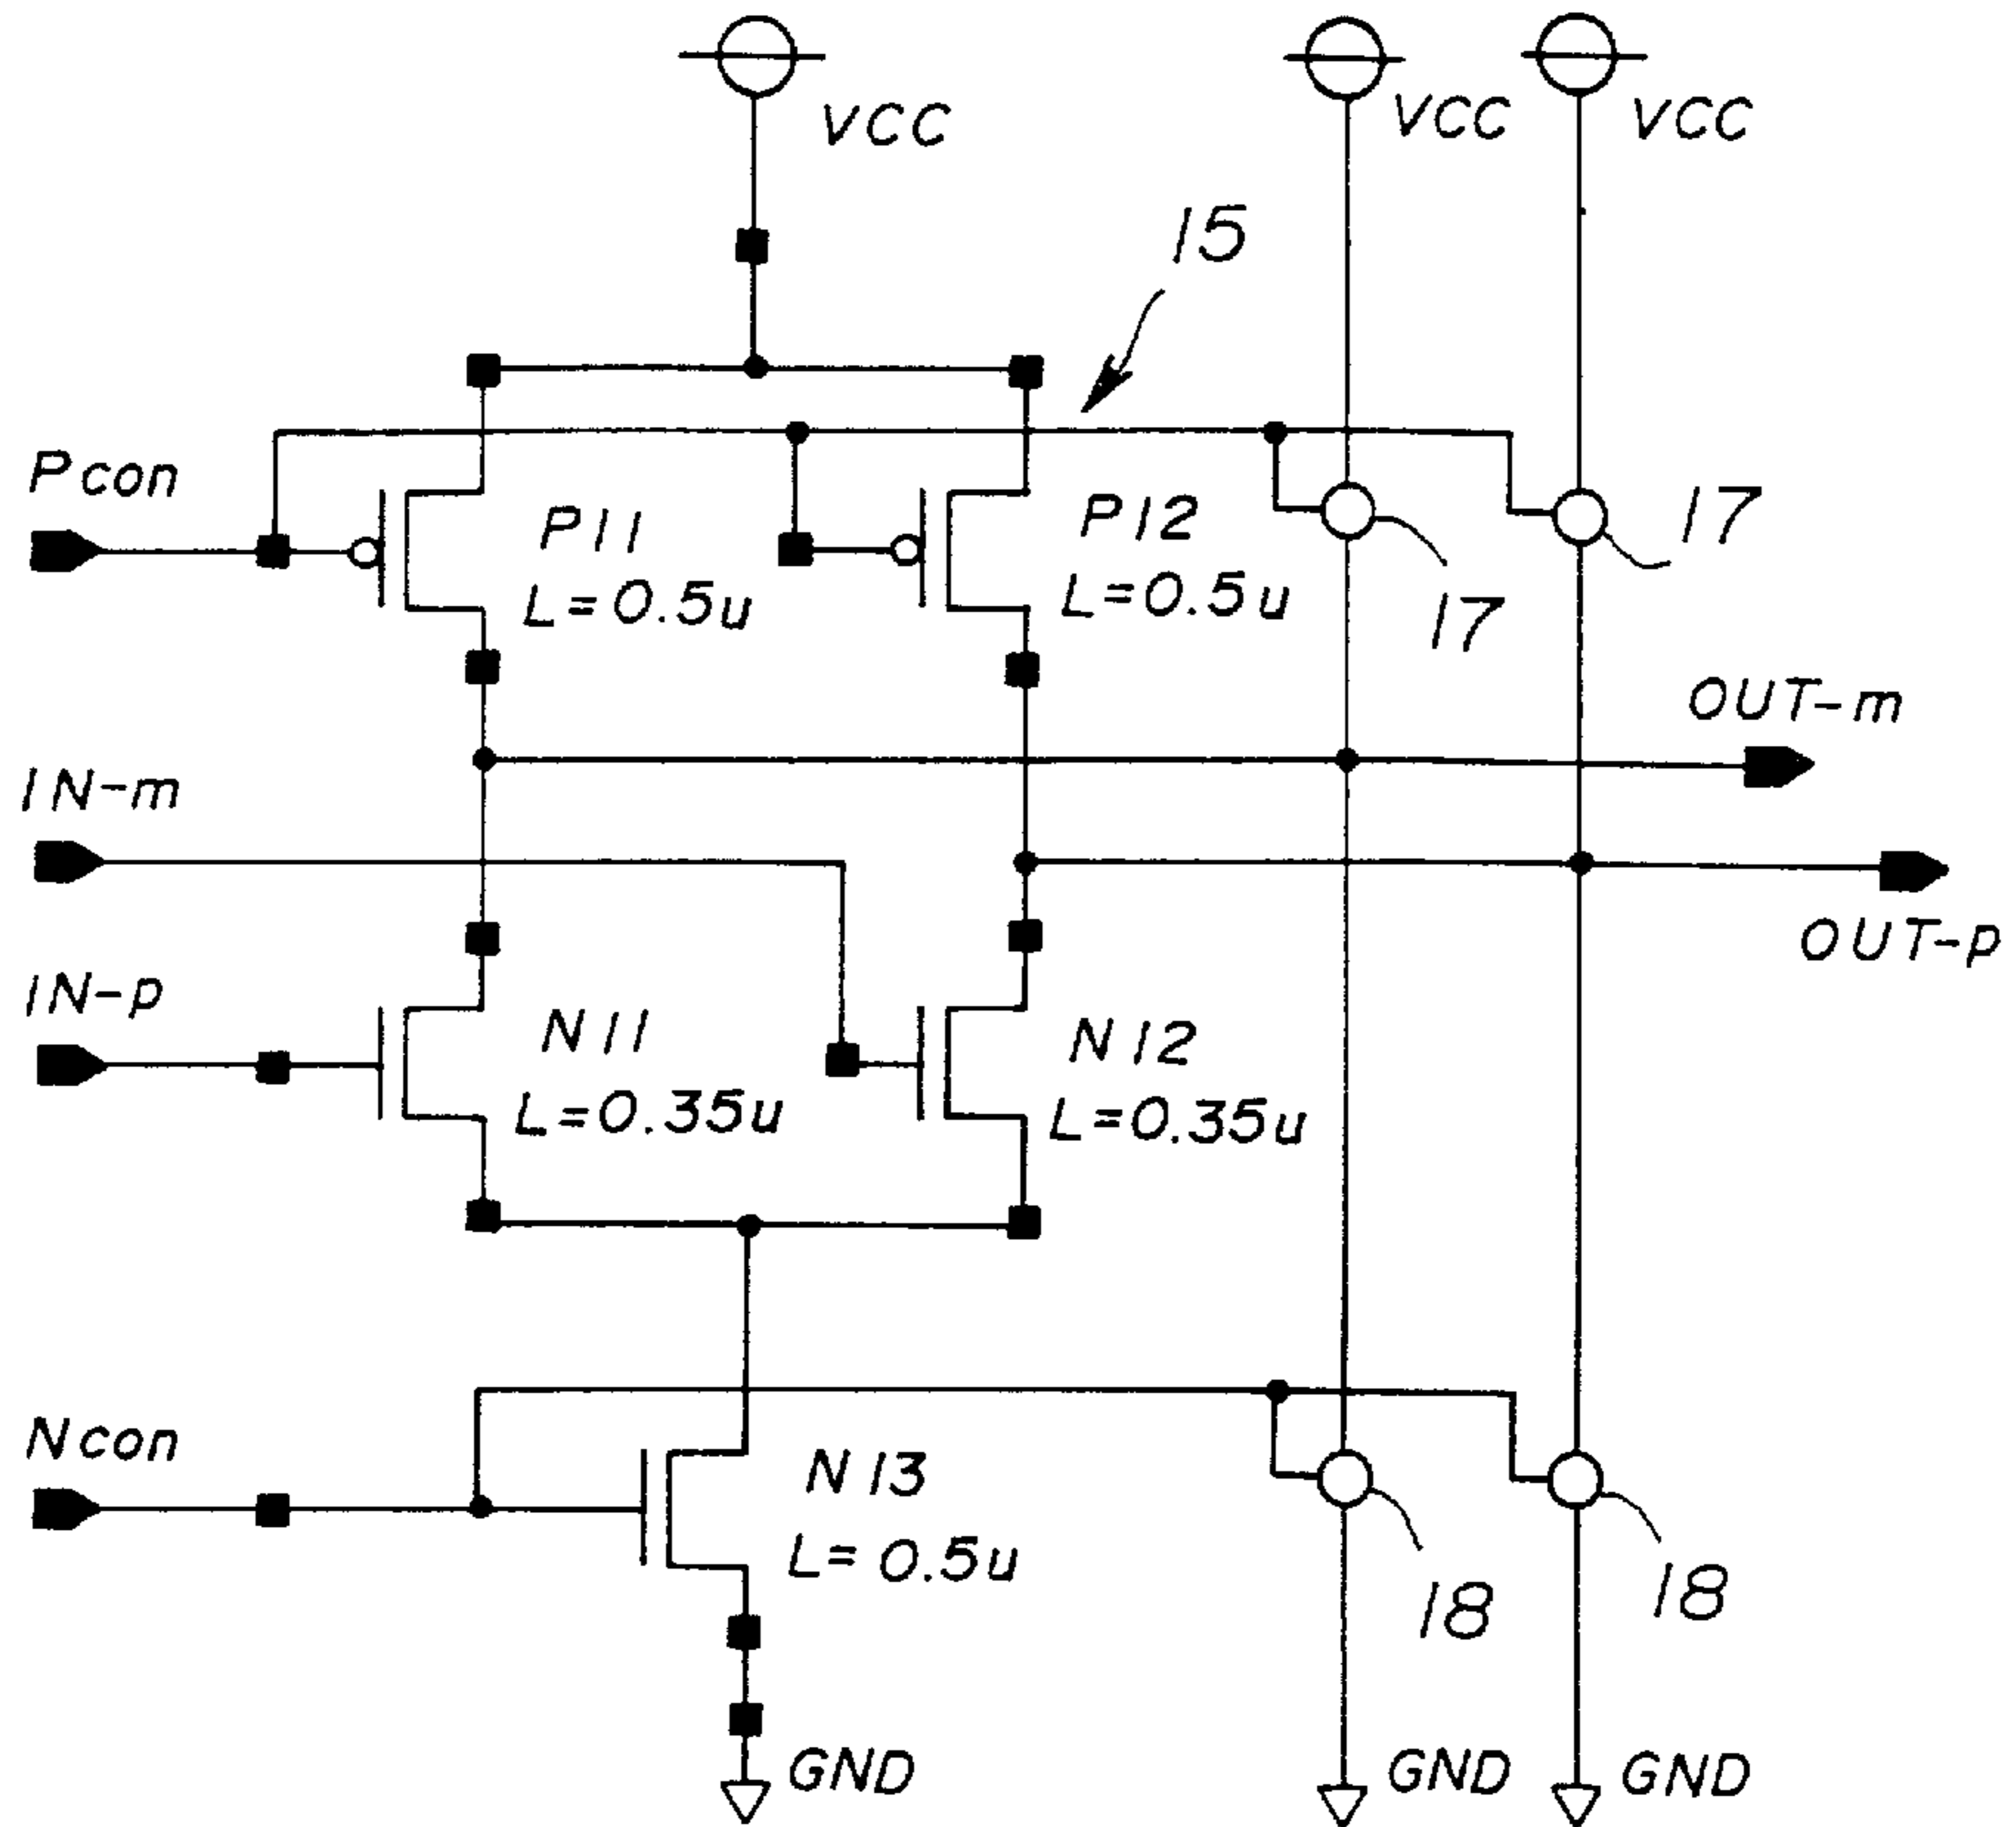 VCC
VCC
VCC
15
Pcon
P11
L=0.5u
P12
L=0.5u
17
17
OUT-m
IN-m
OUT-p
IN-p
N11
L=0.35u
N12
L=0.35u
Ncon
N13
L=0.5u
18
18
GND
GND
GND